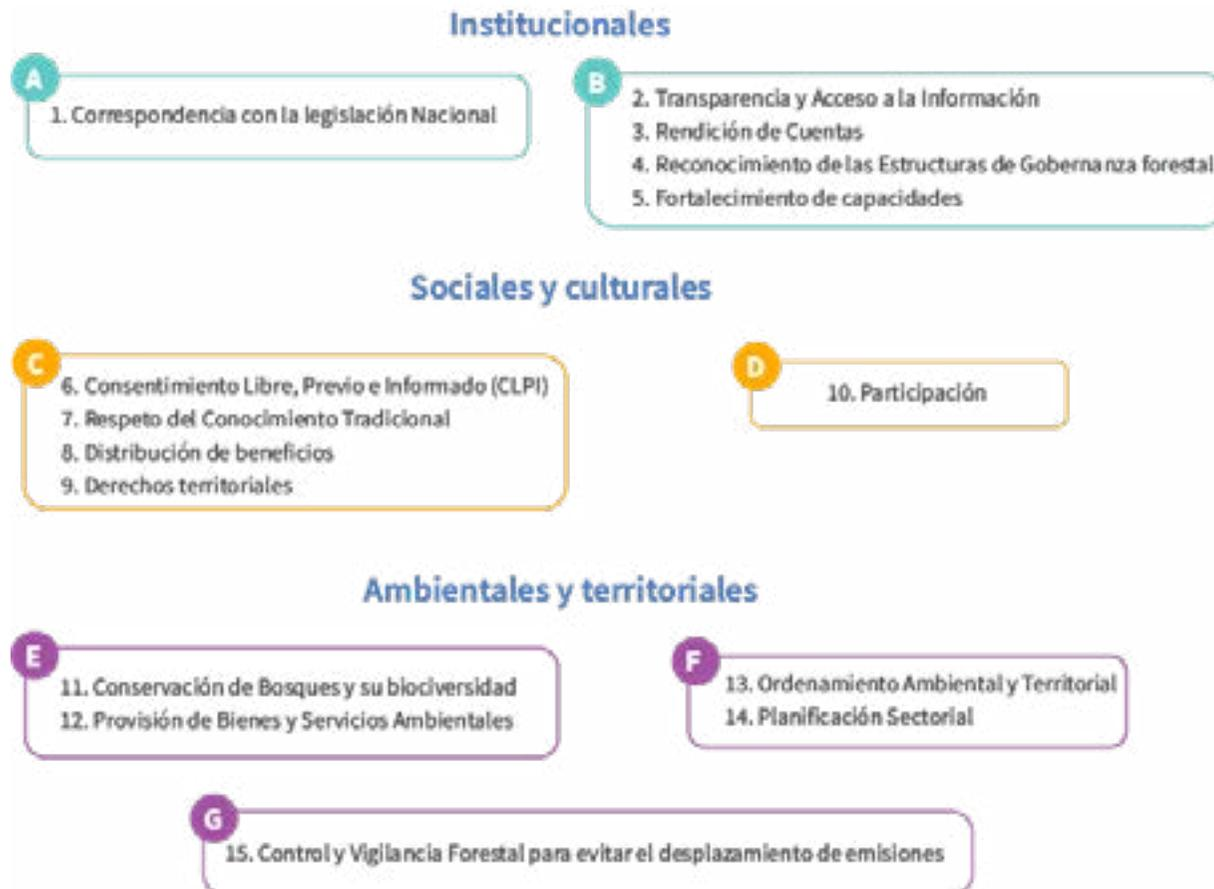 Institucionales
A
1. Correspondencia con la legislación Nacional
B
2. Transparencia y Acceso a la Información
3. Rendición de Cuentas
4. Reconocimiento de las Estructuras de Gobernanza forestal
5. Fortalecimiento de capacidades
Sociales y culturales
C
6. Consentimiento Libre, Previo e Informado (CLPI)
7. Respeto del Conocimiento Tradicional
8. Distribución de beneficios
9. Derechos territoriales
D
10. Participación
Ambientales y territoriales
E
11. Conservación de Bosques y su biociversidad
12. Provisión de Bienes y Servicios Ambientales
F
13. Ordenamiento Ambiental y Territorial
14. Planificación Sectorial
G
15. Control y Vigilancia Forestal para evitar el desplazamiento de emisiones